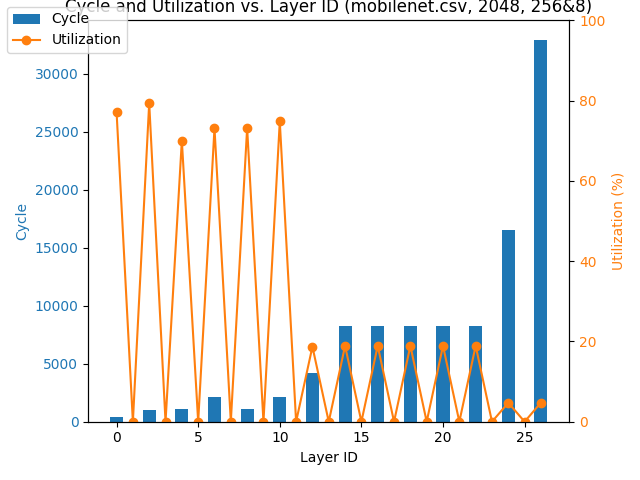 Cycle and Utilization vs. Layer ID (mobilenet.csv, 2048, 256&8)
Cycle
Utilization
Cycle
30000
25000
20000
15000
10000
5000
0
100
80
60
40
20
0
Utilization (%)
0 5 10 15 20 25
Layer ID